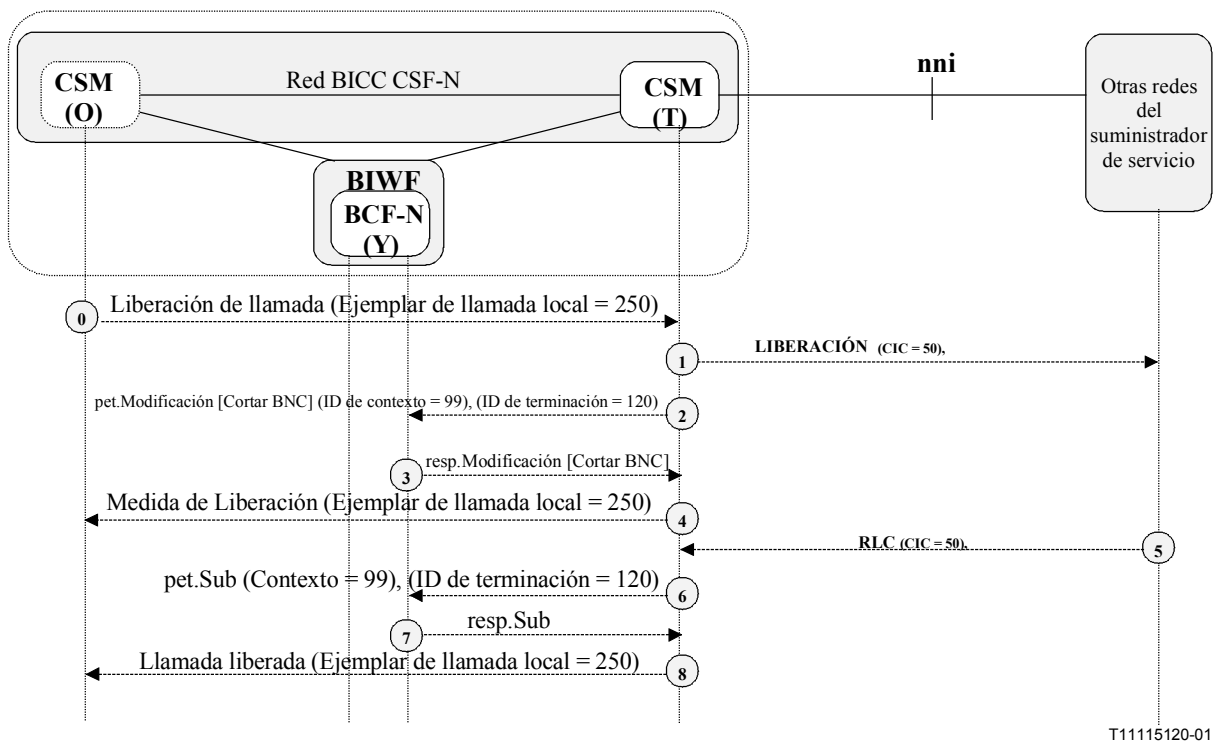 CSM
(O)
Red BICC CSF-N
CSM
(T)
nni
Otras redes
del
suministrador
de servicio
BIWF
BCF-N
(Y)
0
Liberación de llamada (Ejemplar de llamada local = 250)
1
LIBERACIÓN (CIC = 50),
pet.Modificación [Cortar BNC] (ID de contexto = 99), (ID de terminación = 120)
2
3
resp.Modificación [Cortar BNC]
Medida de Liberación (Ejemplar de llamada local = 250)
4
RLC (CIC = 50),
5
pet.Sub (Contexto = 99), (ID de terminación = 120)
6
7
resp.Sub
Llamada liberada (Ejemplar de llamada local = 250)
8
T11115120-01